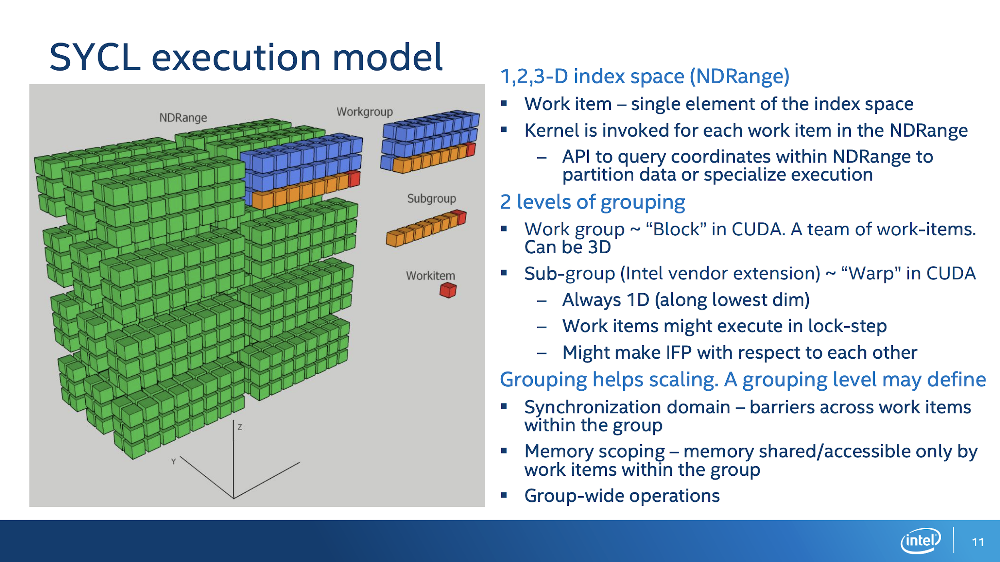 SYCL execution model
NDRange
Workgroup
Subgroup
Workitem
Z
Y
1,2,3-D index space (NDRange)
▪ Work item – single element of the index space
▪ Kernel is invoked for each work item in the NDRange
– API to query coordinates within NDRange to
partition data or specialize execution
2 levels of grouping
▪ Work group ~ “Block” in CUDA. A team of work-items.
Can be 3D
▪ Sub-group (Intel vendor extension) ~ “Warp” in CUDA
– Always 1D (along lowest dim)
– Work items might execute in lock-step
– Might make IFP with respect to each other
Grouping helps scaling. A grouping level may define
▪ Synchronization domain – barriers across work items
within the group
▪ Memory scoping – memory shared/accessible only by
work items within the group
▪ Group-wide operations
intel
11